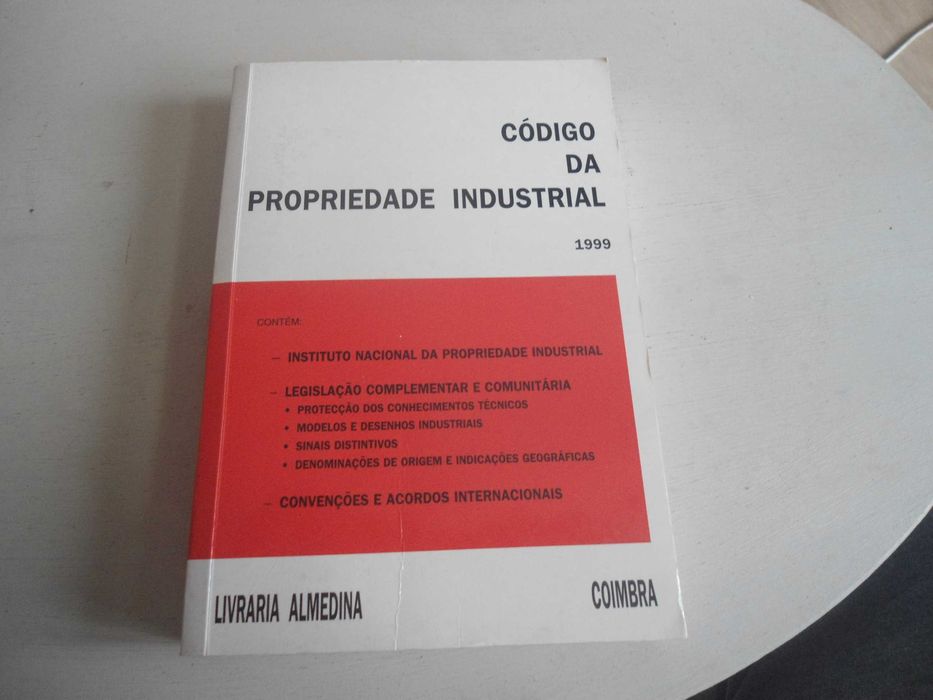 CÓDIGO
DA
PROPRIEDADE INDUSTRIAL
1999
CONTÉM:
– INSTITUTO NACIONAL DA PROPRIEDADE INDUSTRIAL
– LEGISLAÇÃO COMPLEMENTAR E COMUNITÁRIA
• PROTECÇÃO DOS CONHECIMENTOS TÉCNICOS
• MODELOS E DESENHOS INDUSTRIAIS
• SINAIS DISTINTIVOS
• DENOMINAÇÕES DE ORIGEM E INDICAÇÕES GEOGRÁFICAS
– CONVENÇÕES E ACORDOS INTERNACIONAIS
LIVRARIA ALMEDINA
COIMBRA